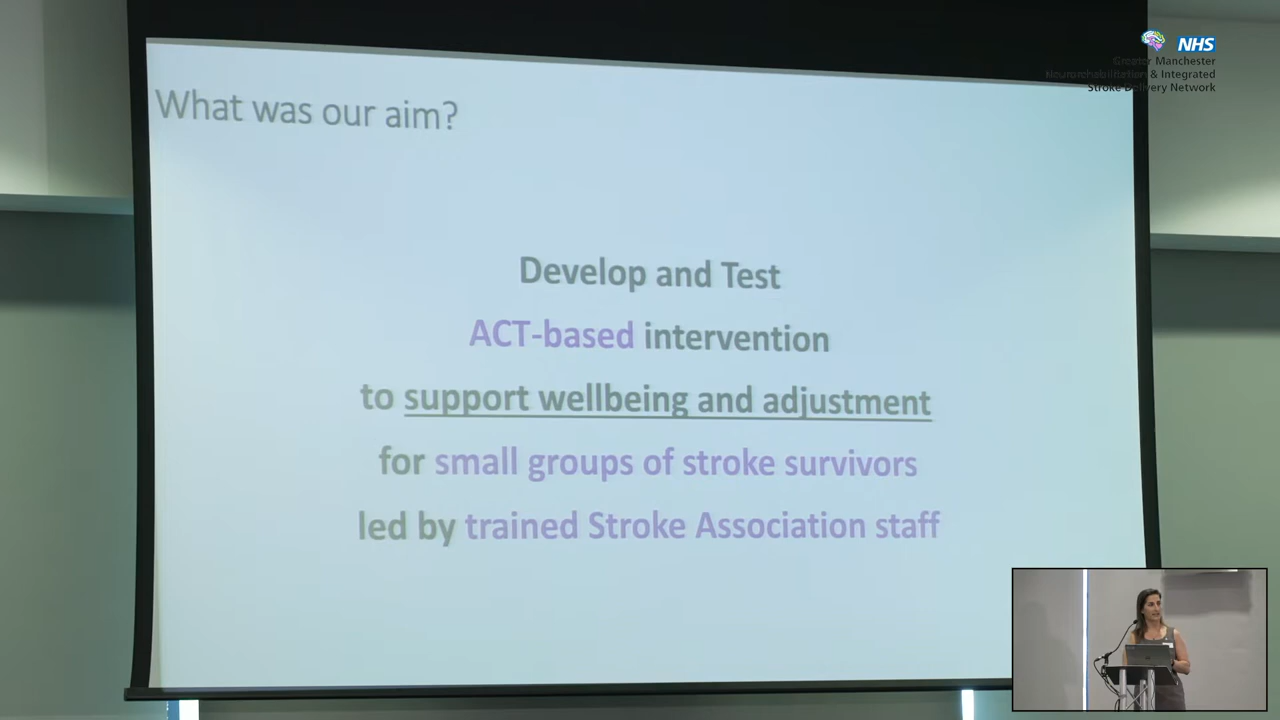 NHS
Greater Manchester
Neurorehabilitation & Integrated
Stroke Delivery Network
What was our aim?
Develop and Test
ACT-based intervention
to support wellbeing and adjustment
for small groups of stroke survivors
led by trained Stroke Association staff